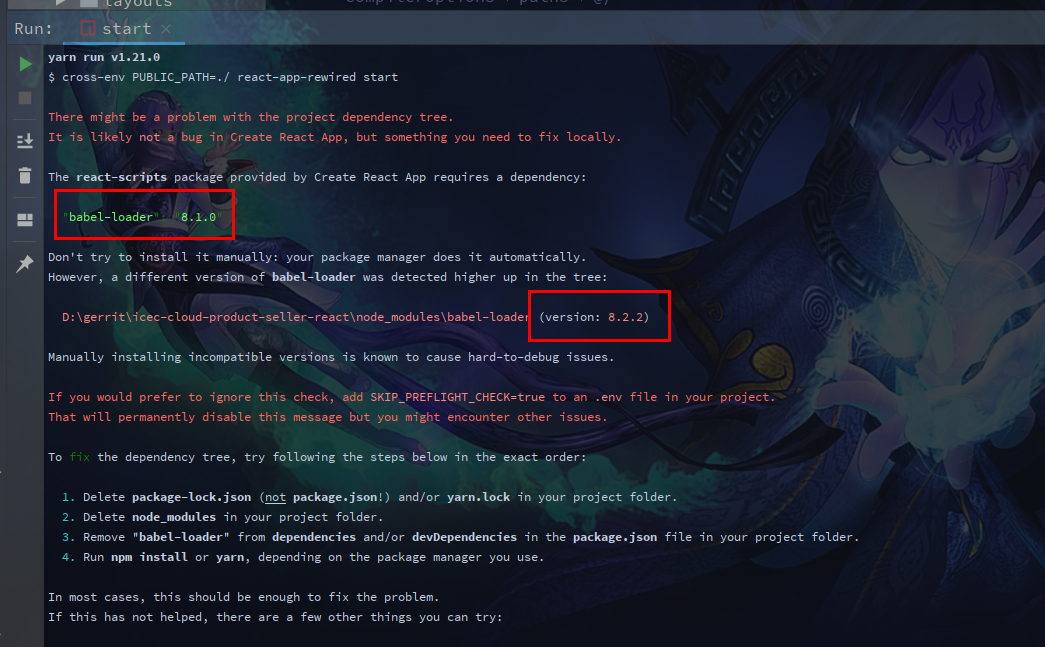 layouts
Run: start ×
yarn run v1.21.0
$ cross-env PUBLIC_PATH=./ react-app-rewired start
There might be a problem with the project dependency tree.
It is likely not a bug in Create React App, but something you need to fix locally.
The react-scripts package provided by Create React App requires a dependency:
"babel-loader": "8.1.0"
Don't try to install it manually: your package manager does it automatically.
However, a different version of babel-loader was detected higher up in the tree:
D:\gerrit\icec-cloud-product-seller-react\node_modules\babel-loader (version: 8.2.2)
Manually installing incompatible versions is known to cause hard-to-debug issues.
If you would prefer to ignore this check, add SKIP_PREFLIGHT_CHECK=true to an .env file in your project.
That will permanently disable this message but you might encounter other issues.
To fix the dependency tree, try following the steps below in the exact order:
1. Delete package-lock.json (not package.json!) and/or yarn.lock in your project folder.
2. Delete node_modules in your project folder.
3. Remove "babel-loader" from dependencies and/or devDependencies in the package.json file in your project folder.
4. Run npm install or yarn, depending on the package manager you use.
In most cases, this should be enough to fix the problem.
If this has not helped, there are a few other things you can try: